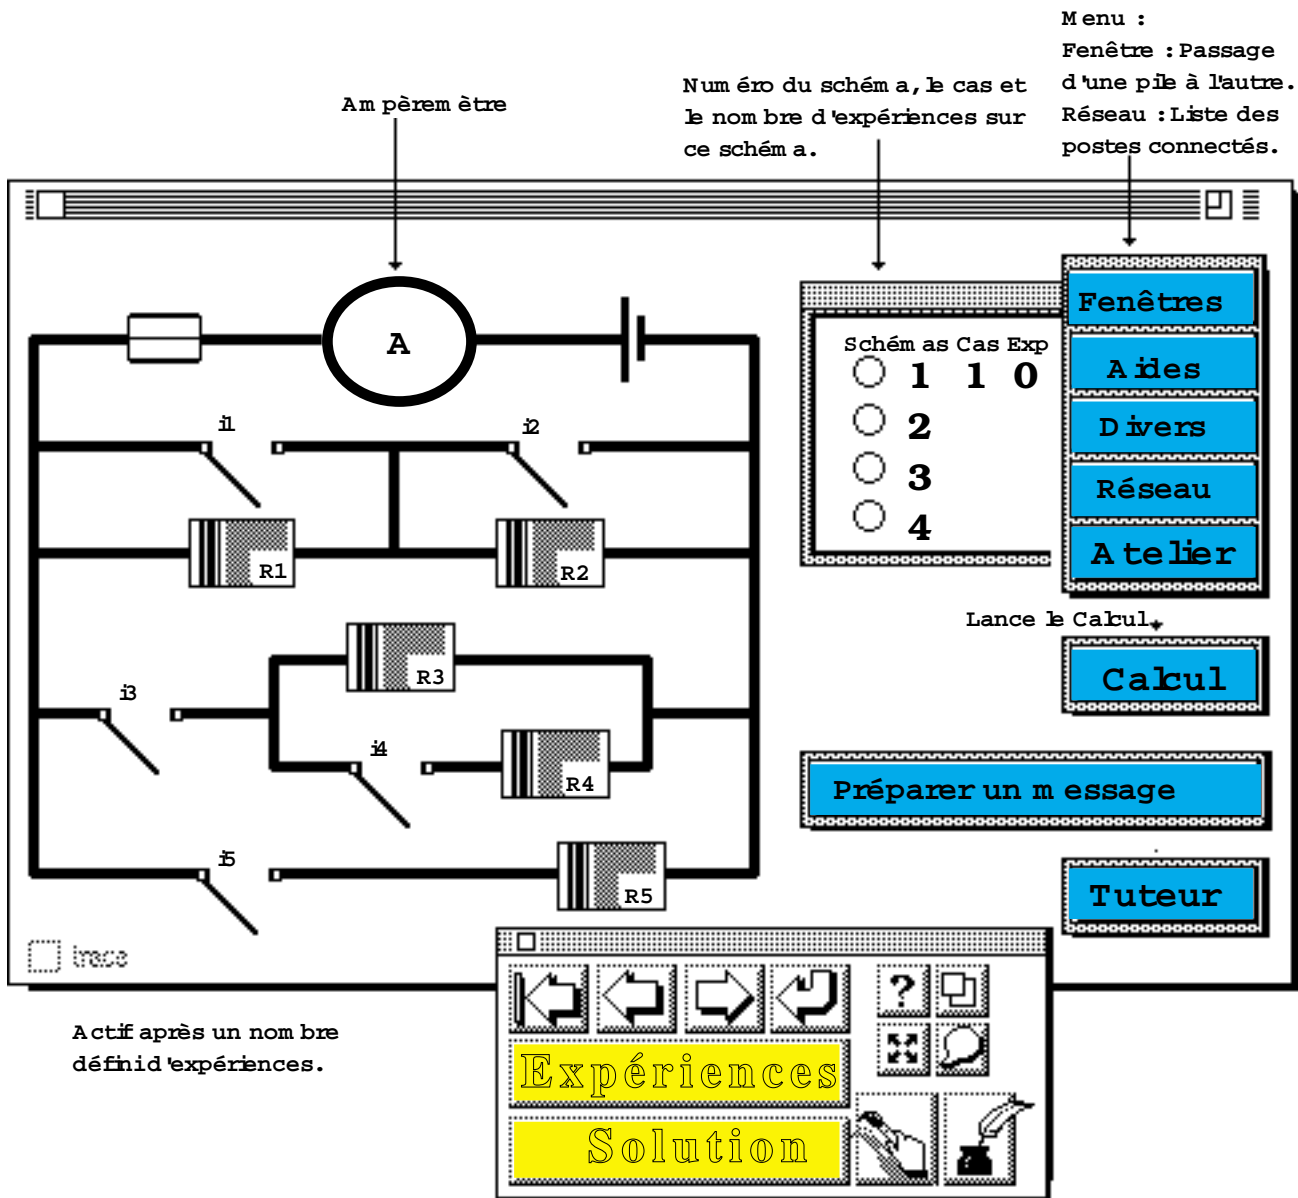 Menu :
Fenêtre : Passage
d'une pile à l'autre.
Réseau : Liste des
postes connectés.
Numéro du schéma, le cas et
le nombre d'expériences sur
ce schéma.
Ampèremètre
Fenêtres
Aides
Divers
Réseau
Atelier
Schémas Cas Exp
1 1 0
2
3
4
A
i1
i2
R1
R2
R3
i3
i4
R4
i5
R5
Lance le Calcul
Calcul
Préparer un message
Tuteur
trace
Actif après un nombre
défini d'expériences.
?
Expériences
Solution